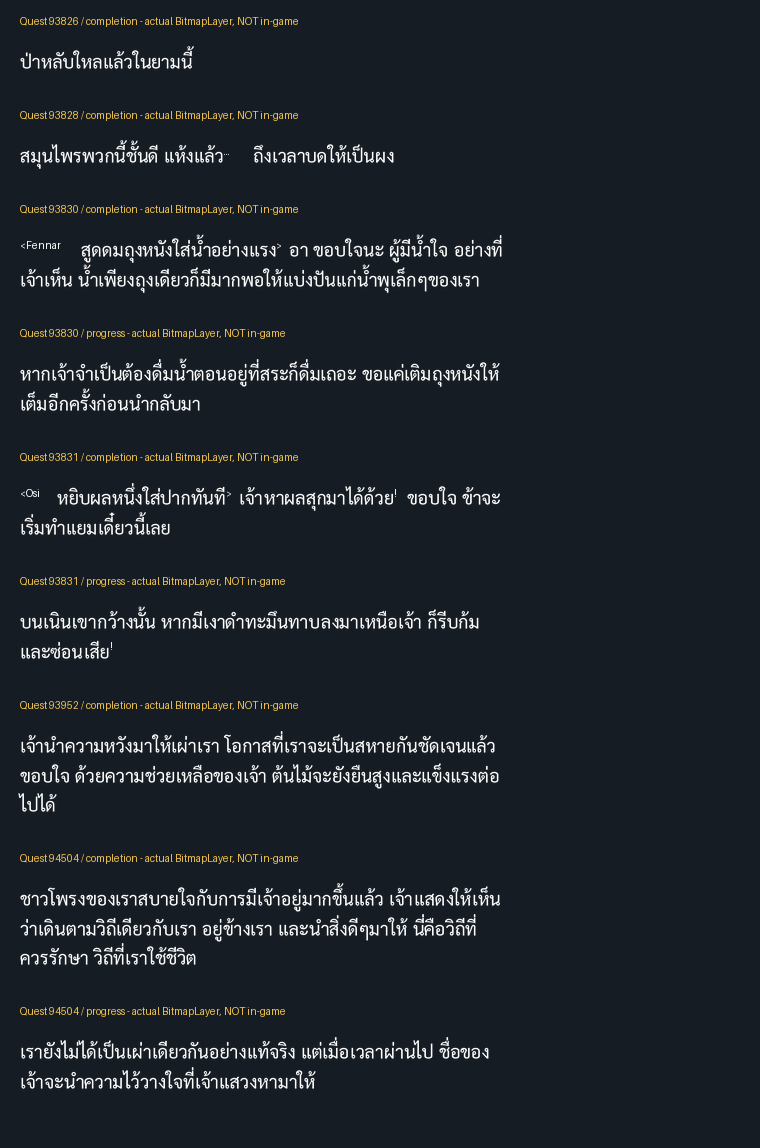 Quest 93826 / completion - actual BitmapLayer, NOT in-game
ป่าหลับใหลแล้วในยามนี้
Quest 93828 / completion - actual BitmapLayer, NOT in-game
สมุนไพรพวกนี้ชั้นดี แห้งแล้ว... ถึงเวลาบดให้เป็นผง
Quest 93830 / completion - actual BitmapLayer, NOT in-game
<Fennar สูดดมถุงหนังใส่น้ำอย่างแรง> อา ขอบใจนะ ผู้มีน้ำใจ อย่างที่
เจ้าเห็น น้ำเพียงถุงเดียวก็มีมากพอให้แบ่งปันแก่น้ำพุเล็กๆของเรา
Quest 93830 / progress - actual BitmapLayer, NOT in-game
หากเจ้าจำเป็นต้องดื่มน้ำตอนอยู่ที่สระก็ดื่มเถอะ ขอแค่เติมถุงหนังให้
เต็มอีกครั้งก่อนนำกลับมา
Quest 93831 / completion - actual BitmapLayer, NOT in-game
<Osi หยิบผลหนึ่งใส่ปากทันที> เจ้าหาผลสุกมาได้ด้วย! ขอบใจ ข้าจะ
เริ่มทำแยมเดี๋ยวนี้เลย
Quest 93831 / progress - actual BitmapLayer, NOT in-game
บนเนินเขากว้างนั้น หากมีเงาดำทะมึนทาบลงมาเหนือเจ้า ก็รีบก้ม
และซ่อนเสีย!
Quest 93952 / completion - actual BitmapLayer, NOT in-game
เจ้านำความหวังมาให้เผ่าเรา โอกาสที่เราจะเป็นสหายกันชัดเจนแล้ว
ขอบใจ ด้วยความช่วยเหลือของเจ้า ต้นไม้จะยังยืนสูงและแข็งแรงต่อ
ไปได้
Quest 94504 / completion - actual BitmapLayer, NOT in-game
ชาวโพรงของเราสบายใจกับการมีเจ้าอยู่มากขึ้นแล้ว เจ้าแสดงให้เห็น
ว่าเดินตามวิถีเดียวกับเรา อยู่ข้างเรา และนำสิ่งดีๆมาให้ นี่คือวิถีที่
ควรรักษา วิถีที่เราใช้ชีวิต
Quest 94504 / progress - actual BitmapLayer, NOT in-game
เรายังไม่ได้เป็นเผ่าเดียวกันอย่างแท้จริง แต่เมื่อเวลาผ่านไป ชื่อของ
เจ้าจะนำความไว้วางใจที่เจ้าแสวงหามาให้